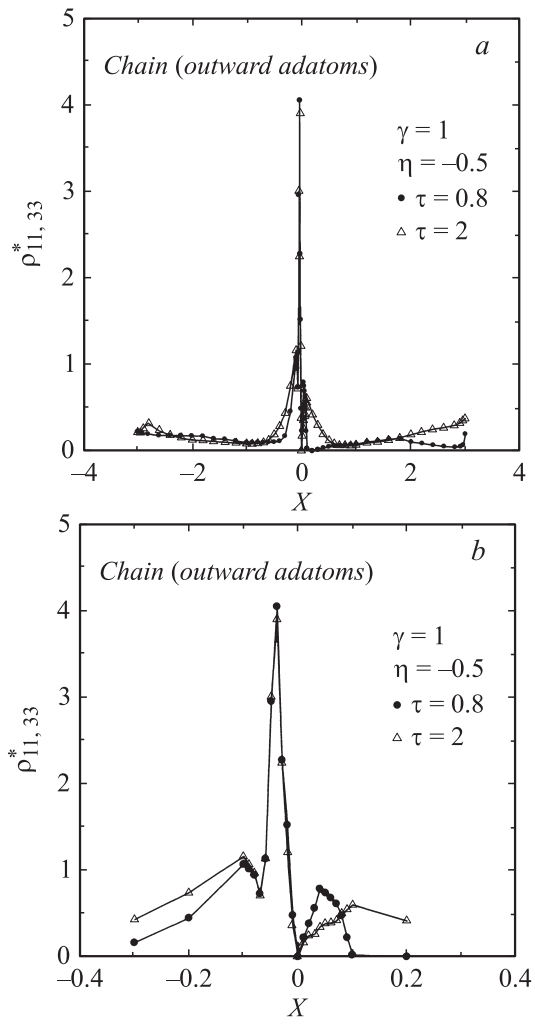 5
a
Chain (outward adatoms)
4
γ = 1
η = –0.5
• τ = 0.8
△ τ = 2
3
ρ*11, 33
2
1
0
–4 –2 0 2 4
X
5
b
Chain (outward adatoms)
4
γ = 1
η = –0.5
• τ = 0.8
△ τ = 2
3
ρ*11, 33
2
1
0
–0.4 –0.2 0 0.2 0.4
X